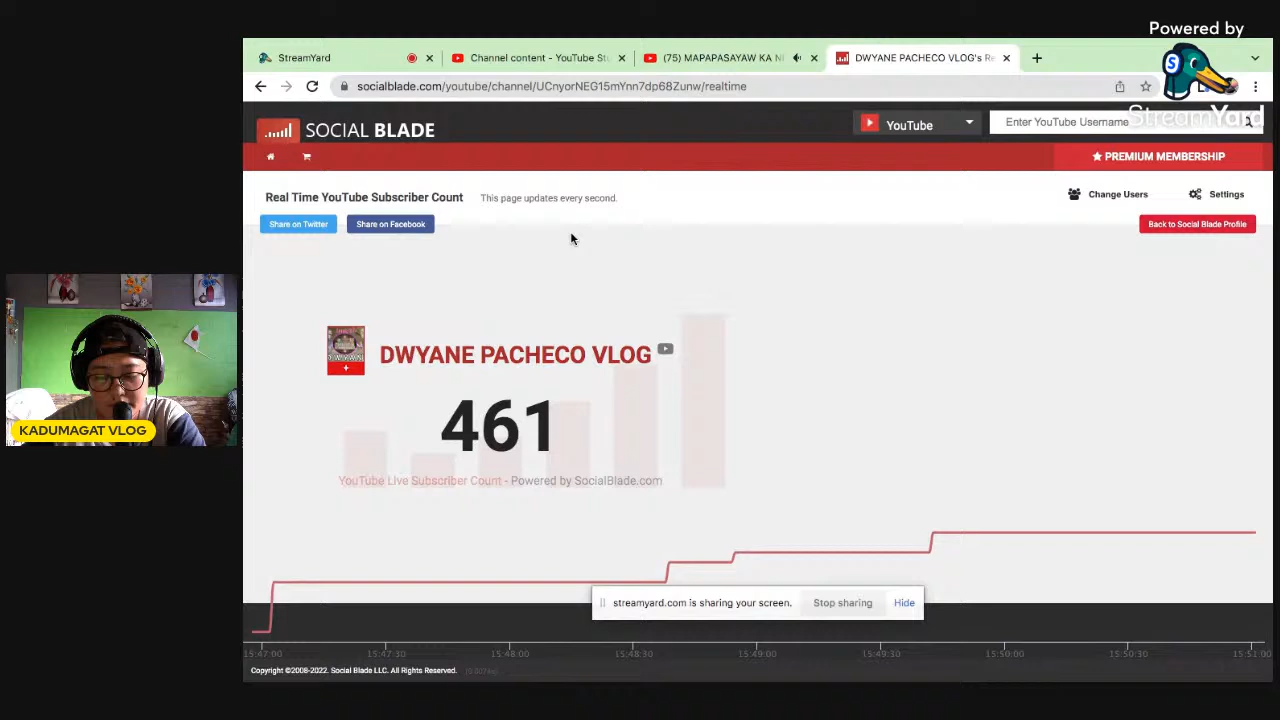 Powered by
StreamYard
StreamYard
Channel content - YouTube St
(75) MAPAPASAYAW KA N
DWYANE PACHECO VLOG's R
socialblade.com/youtube/channel/UCnyorNEG15mYnn7dp68Zunw/realtime
SOCIAL BLADE
YouTube
Enter YouTube Username
PREMIUM MEMBERSHIP
Real Time YouTube Subscriber Count
This page updates every second.
Change Users
Settings
Share on Twitter
Share on Facebook
Back to Social Blade Profile
DWYANE PACHECO VLOG
461
YouTube Live Subscriber Count - Powered by SocialBlade.com
KADUMAGAT VLOG
streamyard.com is sharing your screen.
Stop sharing
Hide
15:47:00 15:47:30 15:48:00 15:48:30 15:49:00 15:49:30 15:50:00 15:50:30 15:51:00
Copyright ©2008-2022. Social Blade LLC. All Rights Reserved.